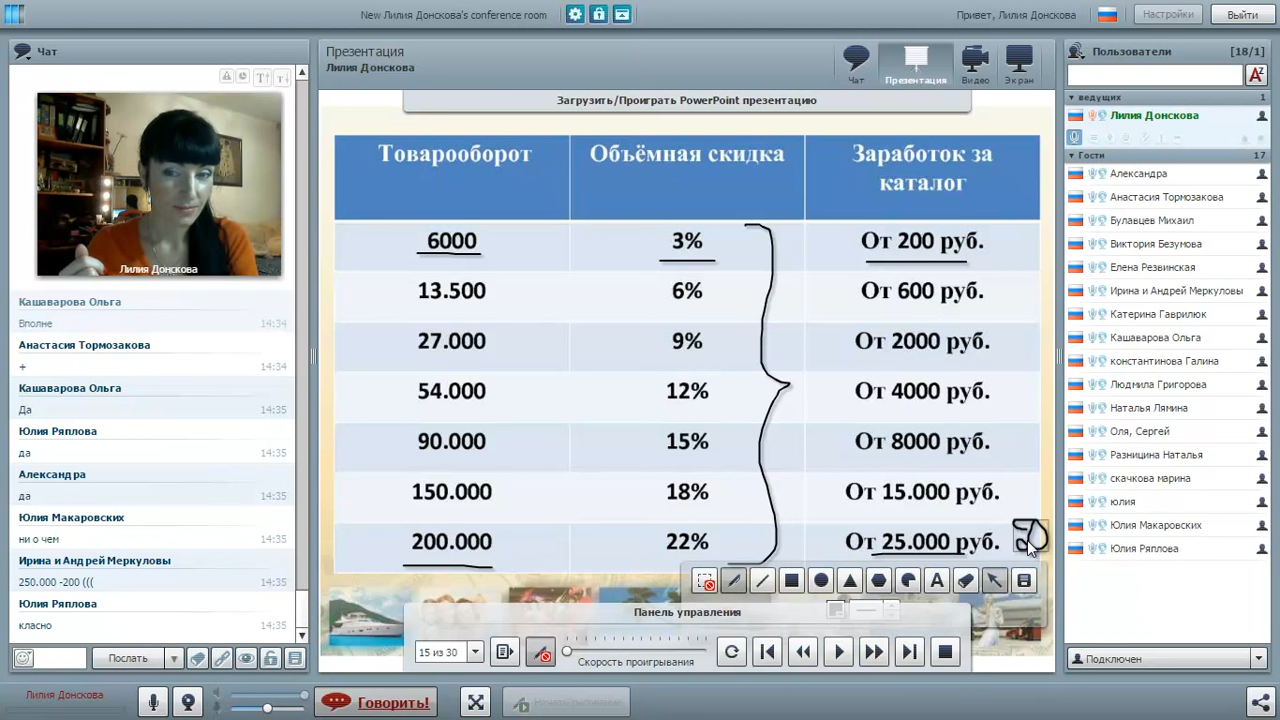 New Лилия Донскова's conference room
Привет, Лилия Донскова
Настройки
Выйти
Чат
Лилия Донскова
Кашаварова Ольга
Вполне 14:34
Анастасия Тормозакова
+ 14:34
Кашаварова Ольга
Да 14:35
Юлия Ряплова
да 14:35
Александра
да 14:35
Юлия Макаровских
ни о чем 14:35
Ирина и Андрей Меркуловы
250.000 -200 ((( 14:35
Юлия Ряплова
класно 14:35
Послать
Презентация
Лилия Донскова
Чат
Презентация
Видео
Экран
Загрузить/Проиграть PowerPoint презентацию
Товарооборот Объёмная скидка Заработок за
каталог
6000 3% От 200 руб.
13.500 6% От 600 руб.
27.000 9% От 2000 руб.
54.000 12% От 4000 руб.
90.000 15% От 8000 руб.
150.000 18% От 15.000 руб.
200.000 22% От 25.000 руб.
A
Панель управления
15 из 30
Скорость проигрывания
Пользователи [18/1]
AZ
ведущих 1
Лилия Донскова
Гости 17
Александра
Анастасия Тормозакова
Булавцев Михаил
Виктория Безумова
Елена Резвинская
Ирина и Андрей Меркуловы
Катерина Гаврилюк
Кашаварова Ольга
константинова Галина
Людмила Григорова
Наталья Лямина
Оля, Сергей
Разницина Наталья
скачкова марина
юлия
Юлия Макаровских
Юлия Ряплова
Подключен
Лилия Донскова
Говорить!